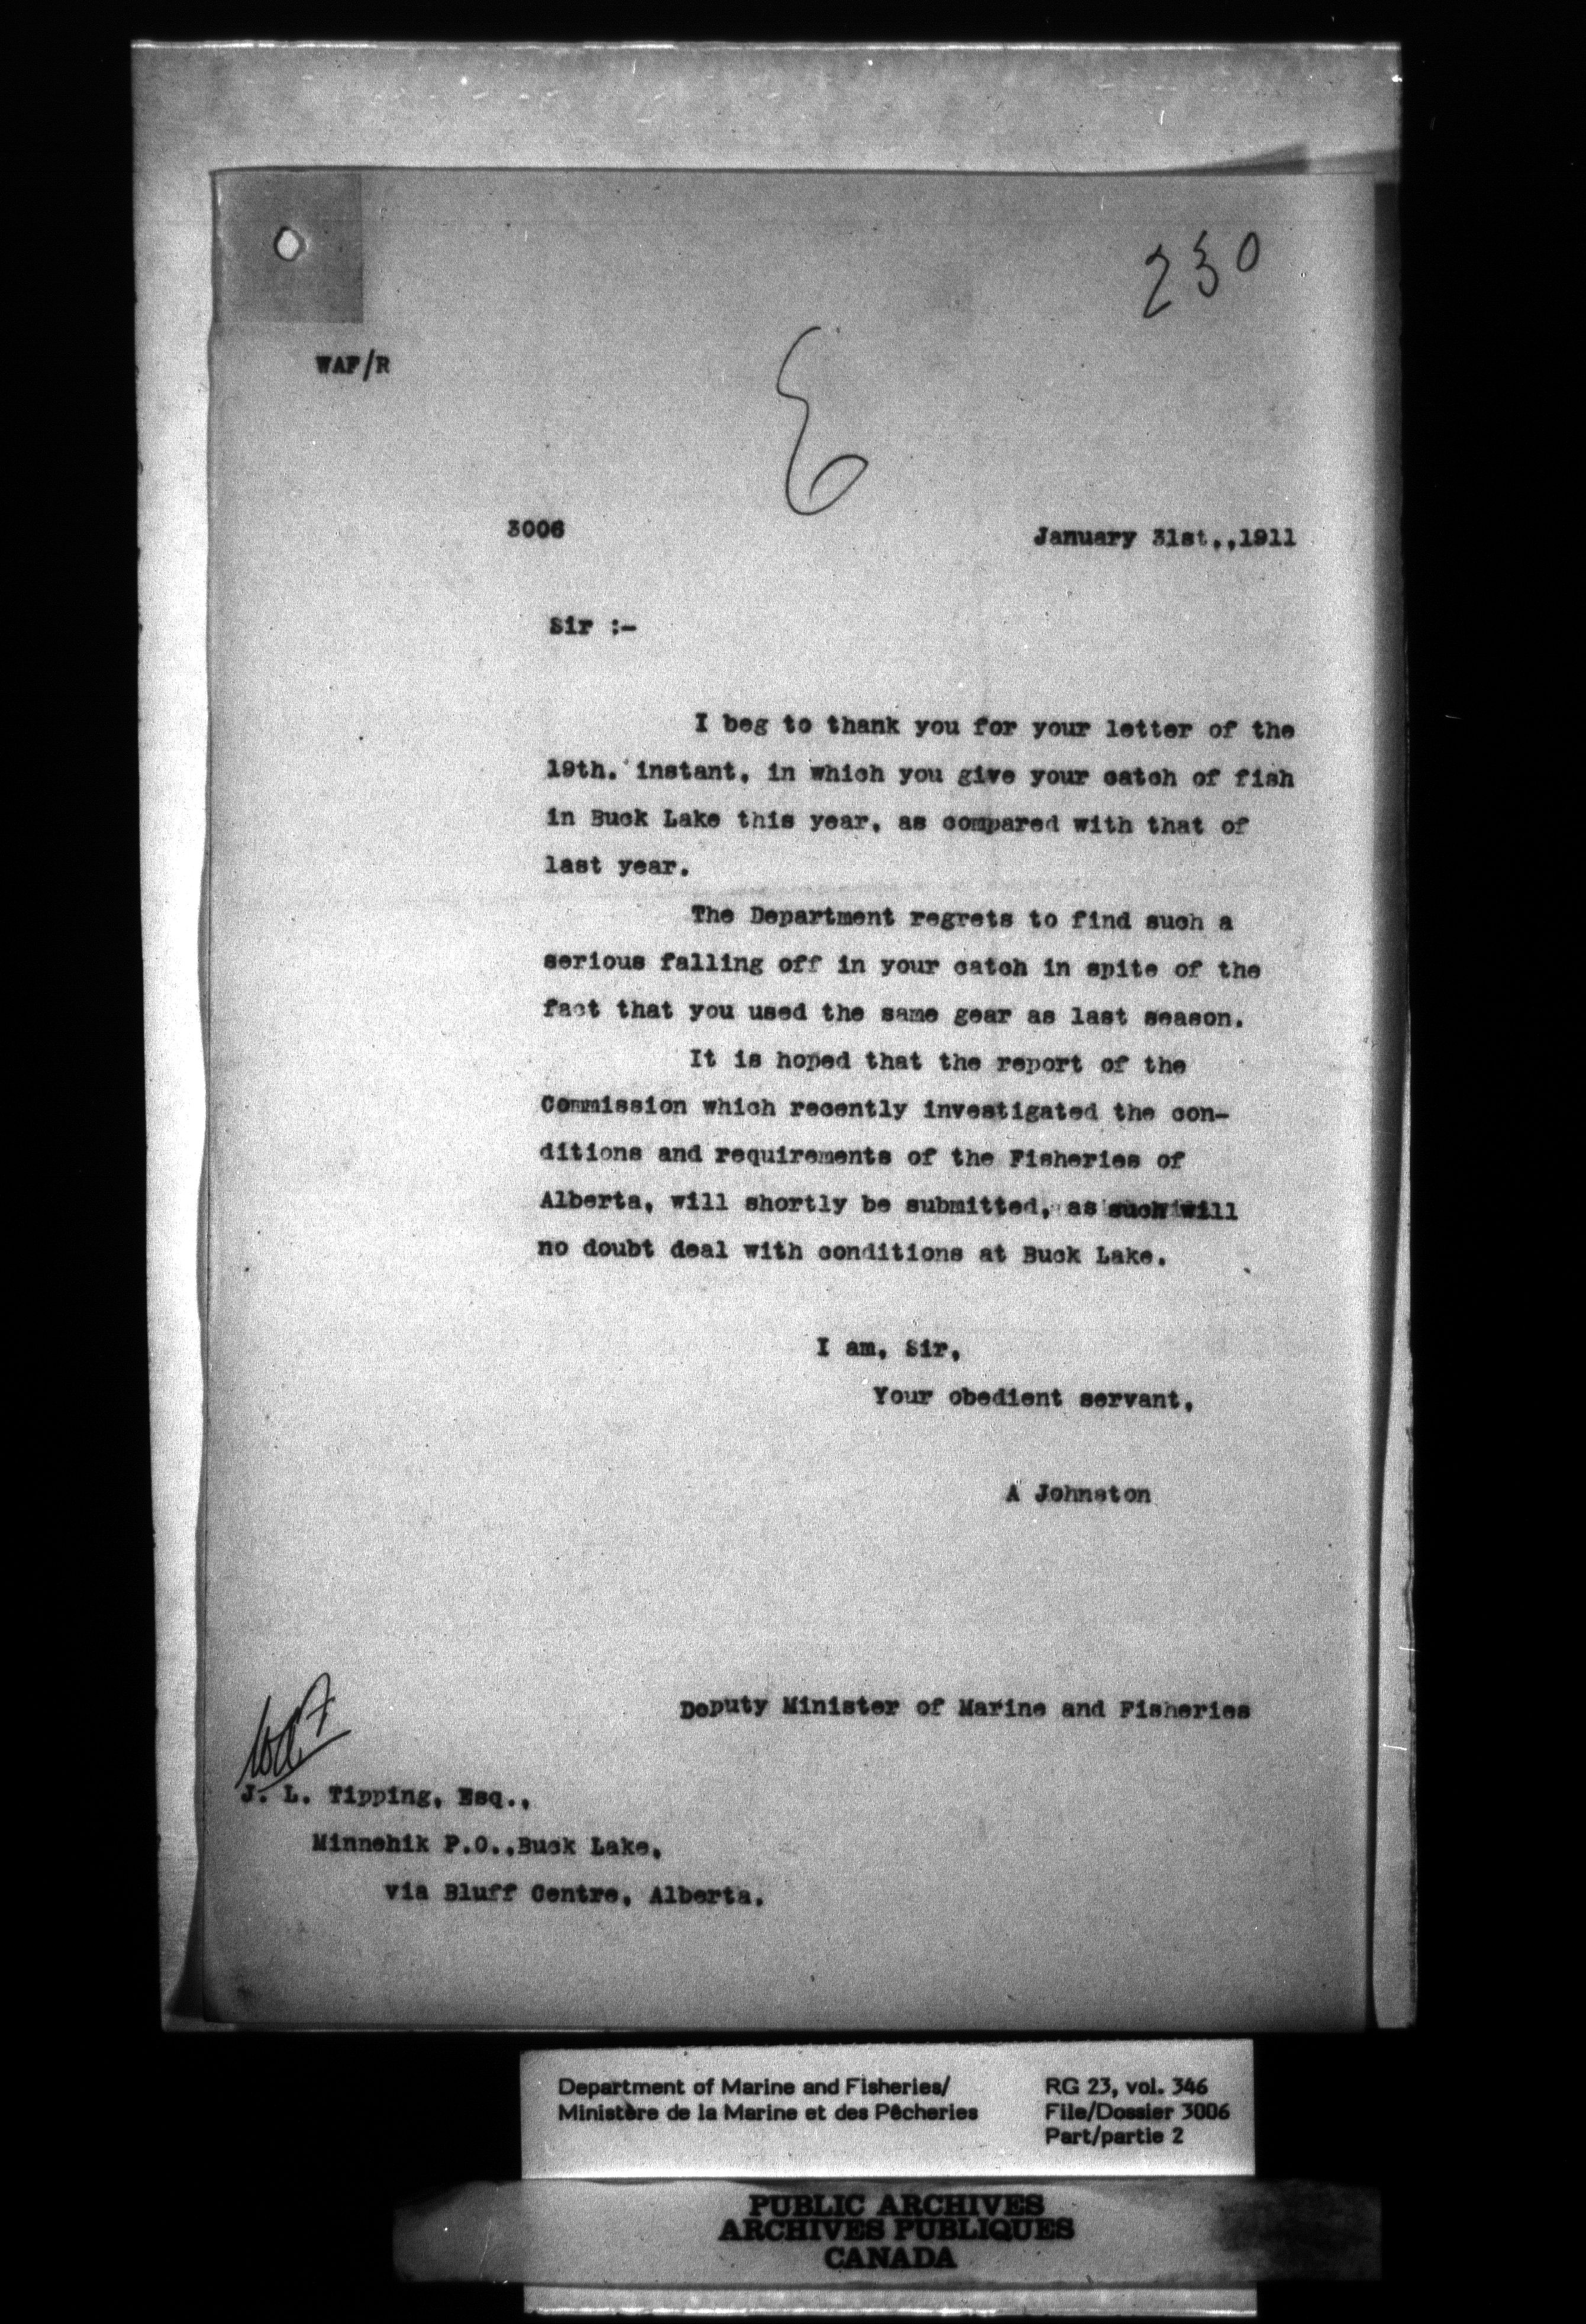 230
WAF/R
3006
January 31st.,,1911
Sir :-
I beg to thank you for your letter of the
19th. instant, in which you give your catch of fish
in Buck Lake this year, as compared with that of
last year.
The Department regrets to find such a
serious falling off in your catch in spite of the
fact that you used the same gear as last season.
It is hoped that the report of the
Commission which recently investigated the con-
ditions and requirements of the Fisheries of
Alberta, will shortly be submitted, as such will
no doubt deal with conditions at Buck Lake.
I am, Sir,
Your obedient servant,
A Johnston
Deputy Minister of Marine and Fisheries
J. L. Tipping, Esq.,
Minnehik P.O.,Buck Lake,
via Bluff Centre, Alberta.
Department of Marine and Fisheries/
Ministère de la Marine et des Pêcheries
RG 23, vol. 346
File/Dossier 3006
Part/partie 2
PUBLIC ARCHIVES
ARCHIVES PUBLIQUES
CANADA